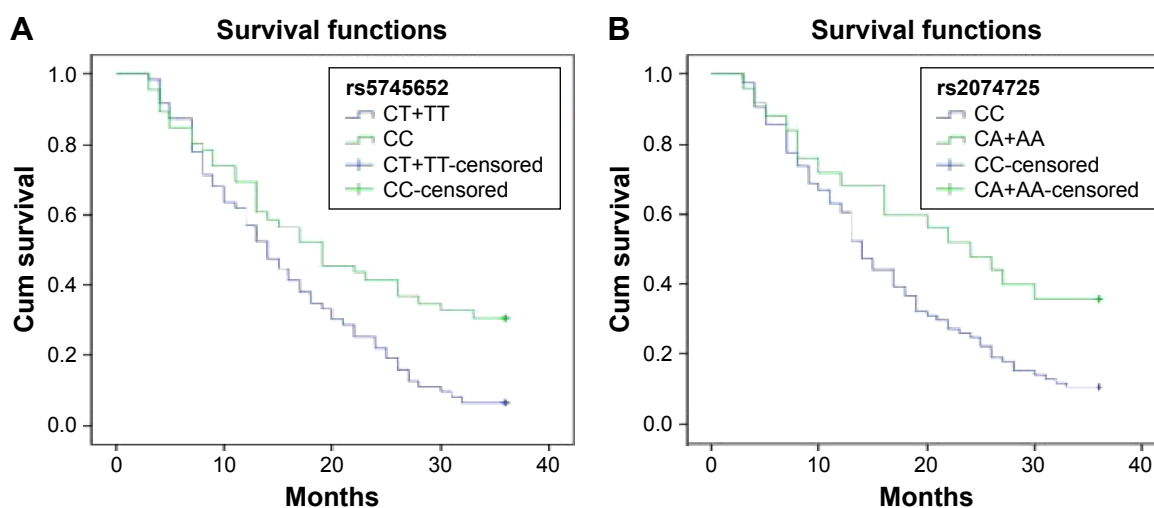 A
Survival functions
Cum survival
1.0
0.8
0.6
0.4
0.2
0.0
rs5745652
CT+TT
CC
CT+TT-censored
CC-censored
0 10 20 30 40
Months
B
Survival functions
Cum survival
1.0
0.8
0.6
0.4
0.2
0.0
rs2074725
CC
CA+AA
CC-censored
CA+AA-censored
0 10 20 30 40
Months